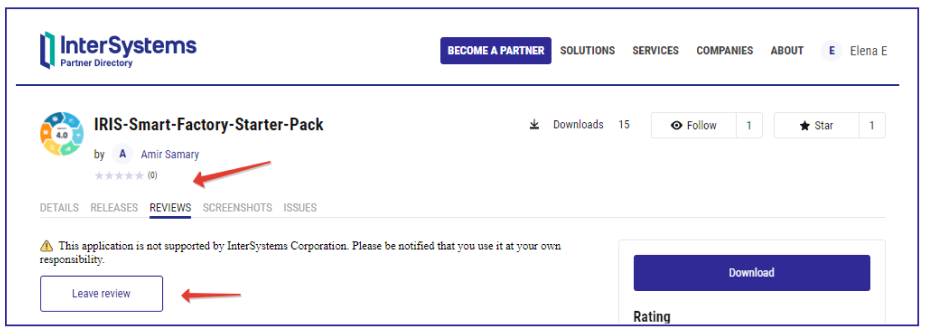 InterSystems
Partner Directory
BECOME A PARTNER SOLUTIONS SERVICES COMPANIES ABOUT E Elena E
4.0
IRIS-Smart-Factory-Starter-Pack
Downloads 15 Follow 1 Star 1
by A Amir Samary
(0)
DETAILS RELEASES REVIEWS SCREENSHOTS ISSUES
This application is not supported by InterSystems Corporation. Please be notified that you use it at your own
responsibility.
Leave review
Download
Rating